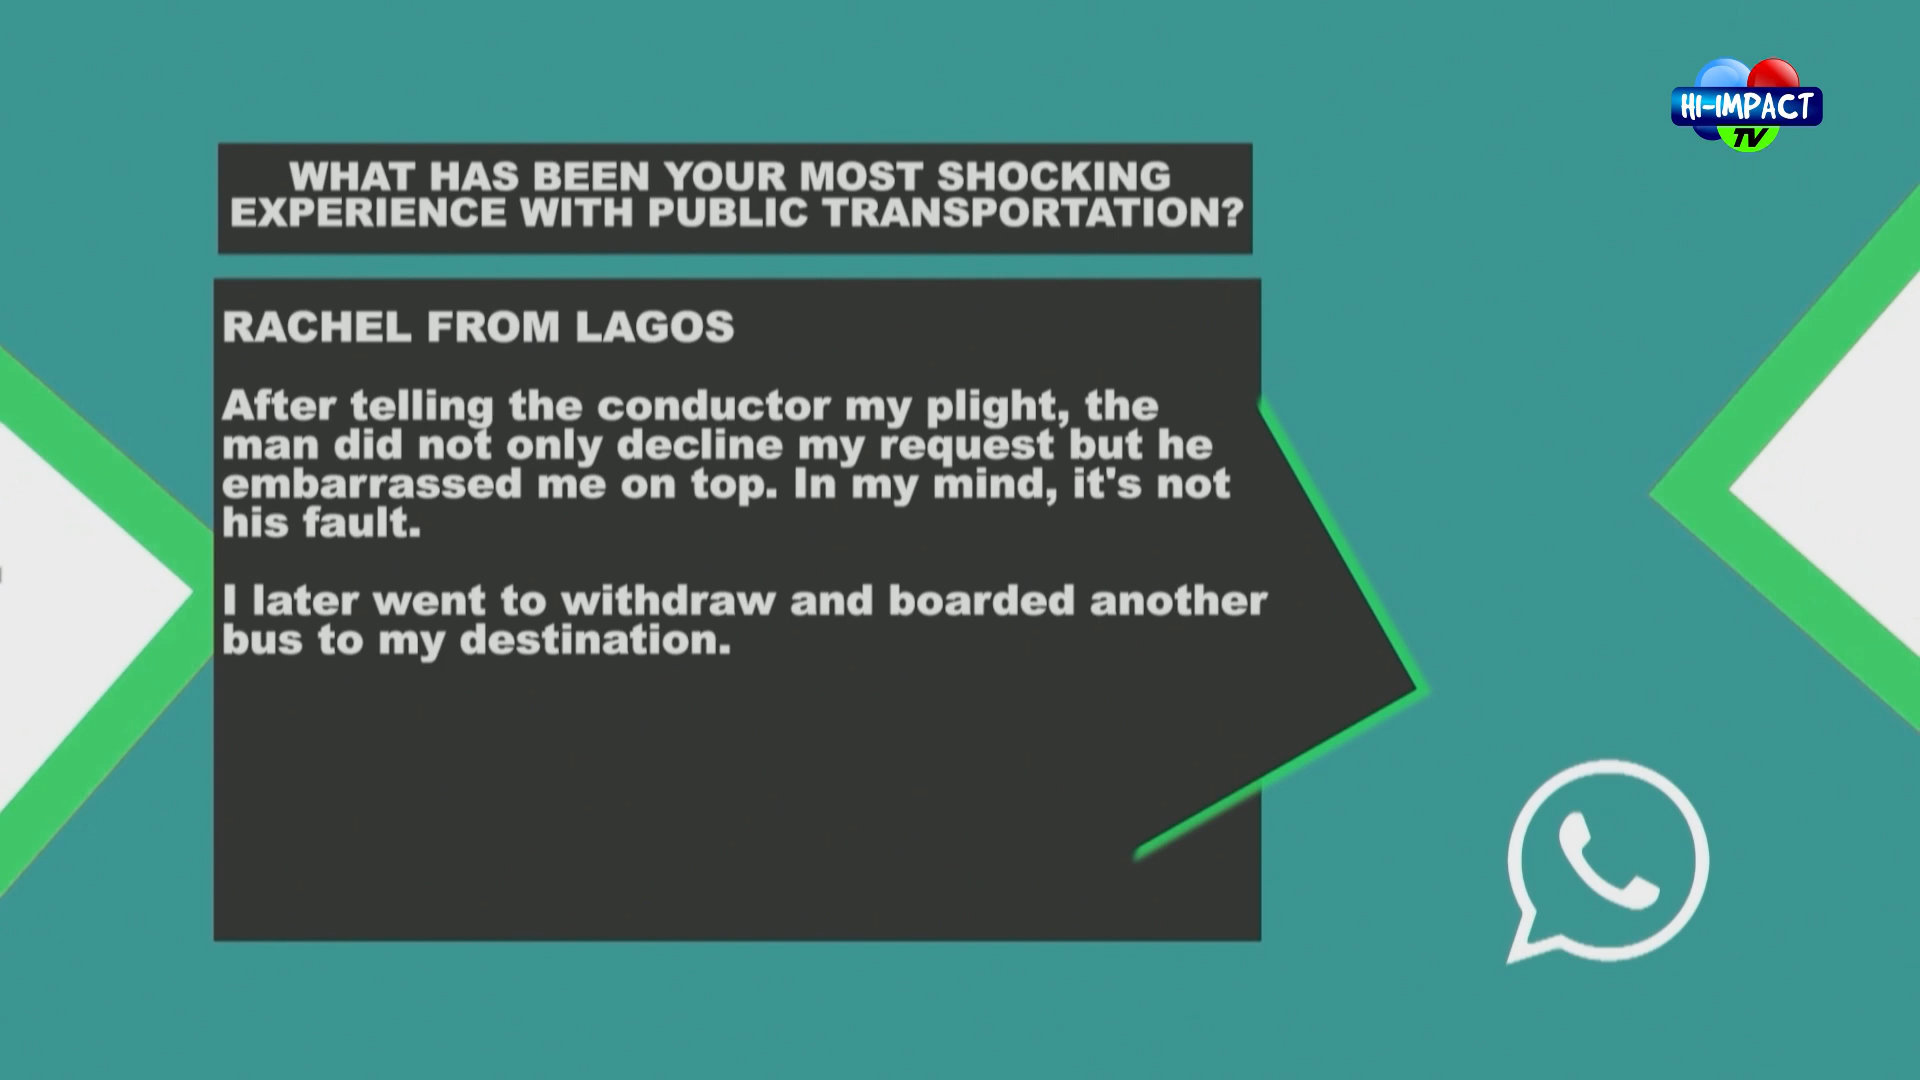 HI-IMPACT
TV
WHAT HAS BEEN YOUR MOST SHOCKING
EXPERIENCE WITH PUBLIC TRANSPORTATION?
RACHEL FROM LAGOS
After telling the conductor my plight, the
man did not only decline my request but he
embarrassed me on top. In my mind, it's not
his fault.
I later went to withdraw and boarded another
bus to my destination.